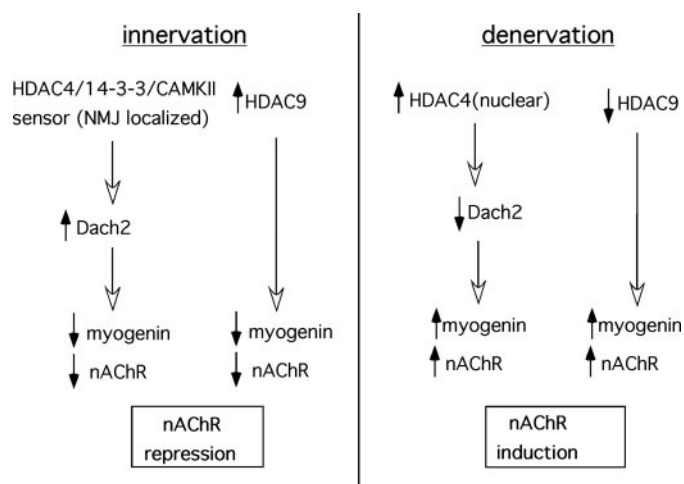 innervation
HDAC4/14-3-3/CAMKII
sensor (NMJ localized)
HDAC9
Dach2
myogenin
nAChR
myogenin
nAChR
nAChR
repression
denervation
HDAC4(nuclear)
HDAC9
Dach2
myogenin
nAChR
myogenin
nAChR
nAChR
induction